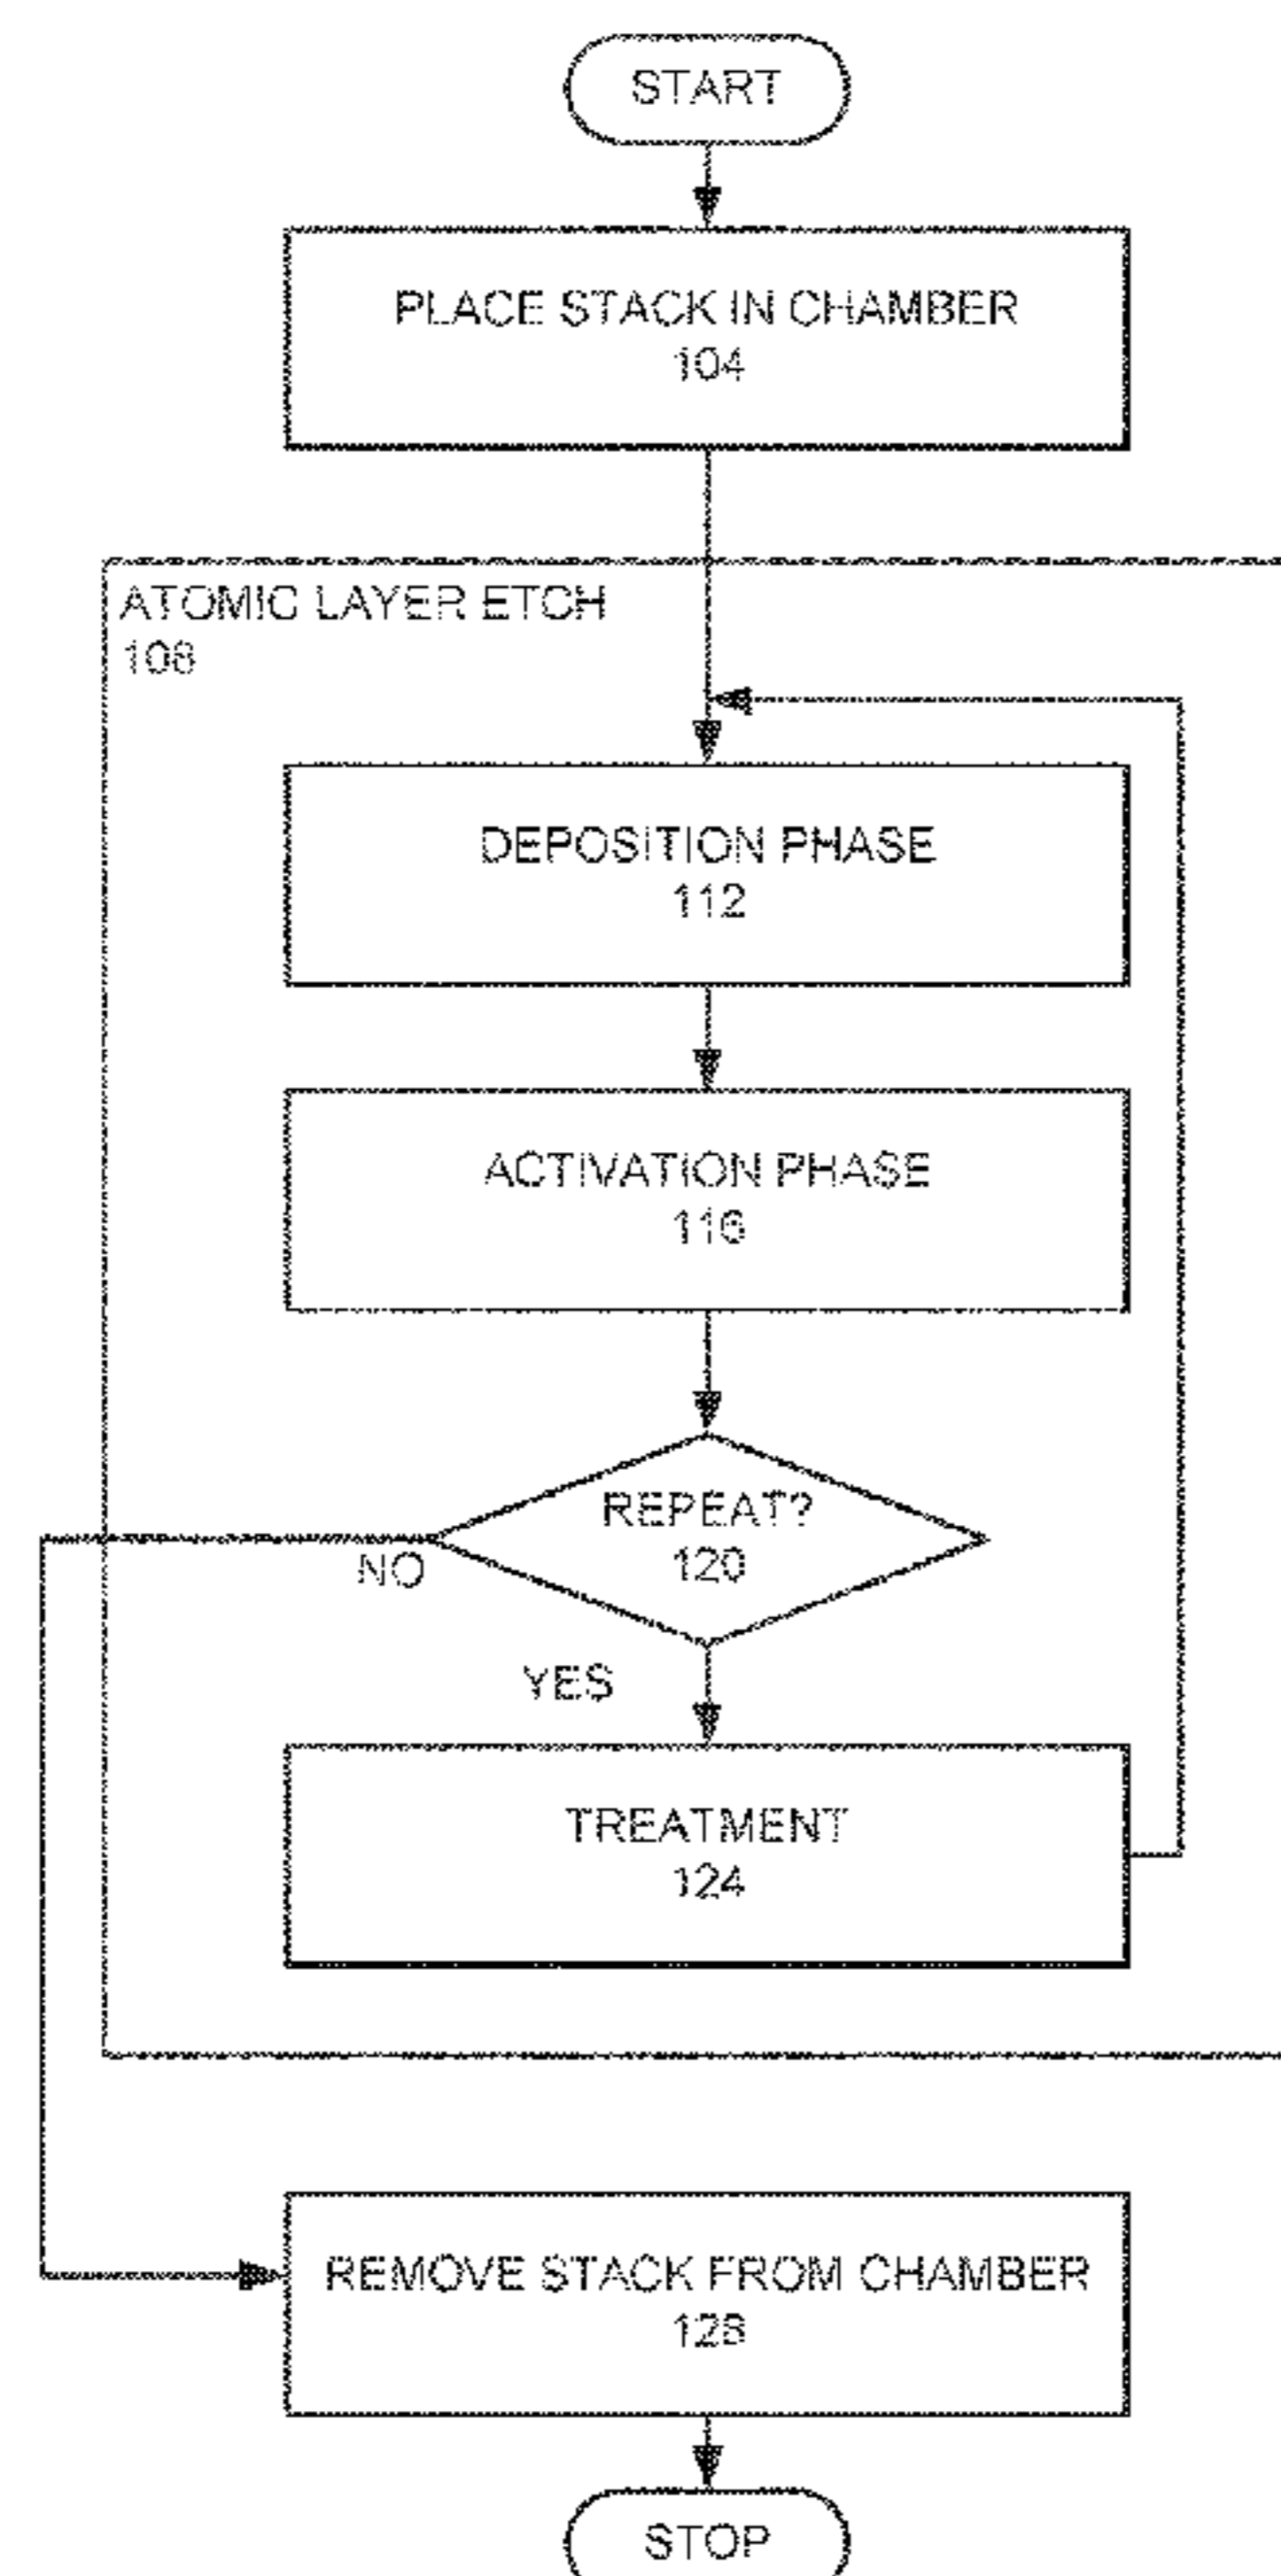 START
PLACE STACK IN CHAMBER
104
ATOMIC LAYER ETCH
108
DEPOSITION PHASE
112
ACTIVATION PHASE
116
REPEAT?
120
NO
YES
TREATMENT
124
REMOVE STACK FROM CHAMBER
128
STOP